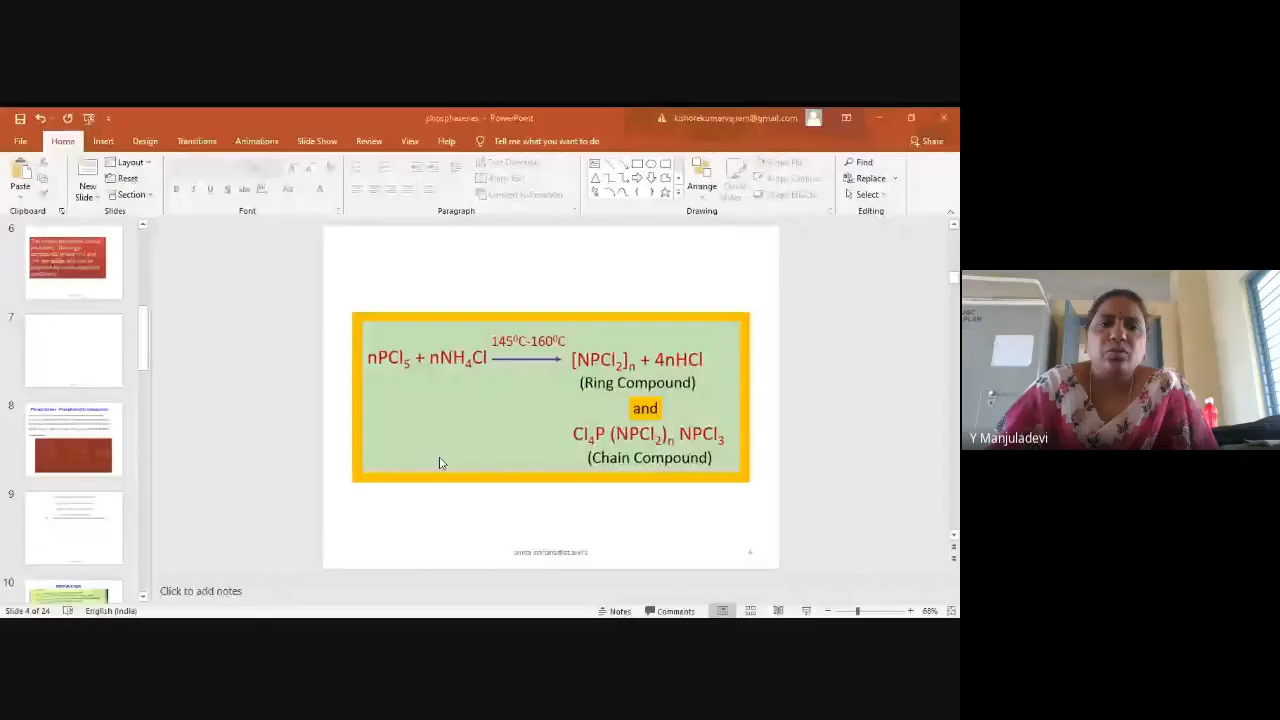 phosphazenes - PowerPoint
kishorekumarvajram@gmail.com
File Home Insert Design Transitions Animations Slide Show Review View Help Tell me what you want to do Share
Paste
New
Slide
Layout
Reset
Section
Arrange
Find
Replace
Select
Clipboard Slides Font Paragraph Drawing Editing
6
7
8
9
10
nPCl₅ + nNH₄Cl 145⁰C-160⁰C [NPCl₂]ₙ + 4nHCl
(Ring Compound)
and
Cl₄P (NPCl₂)ₙ NPCl₃
(Chain Compound)
4
Click to add notes
Slide 4 of 24 English (India) Notes Comments 68%
UGC
PLAN
Y Manjuladevi